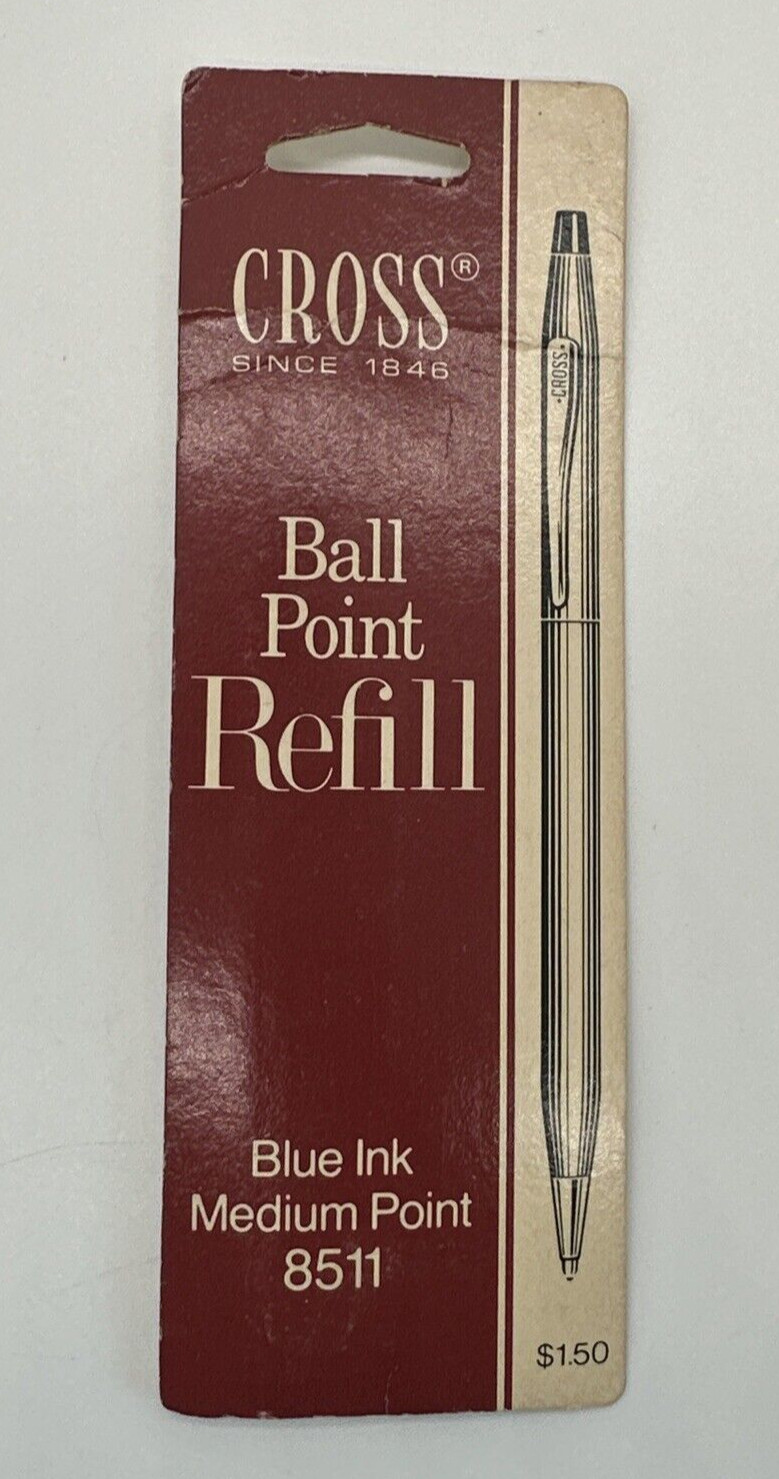 CROSS®
SINCE 1846
·CROSS·
Ball
Point
Refill
Blue Ink
Medium Point
8511
$1.50